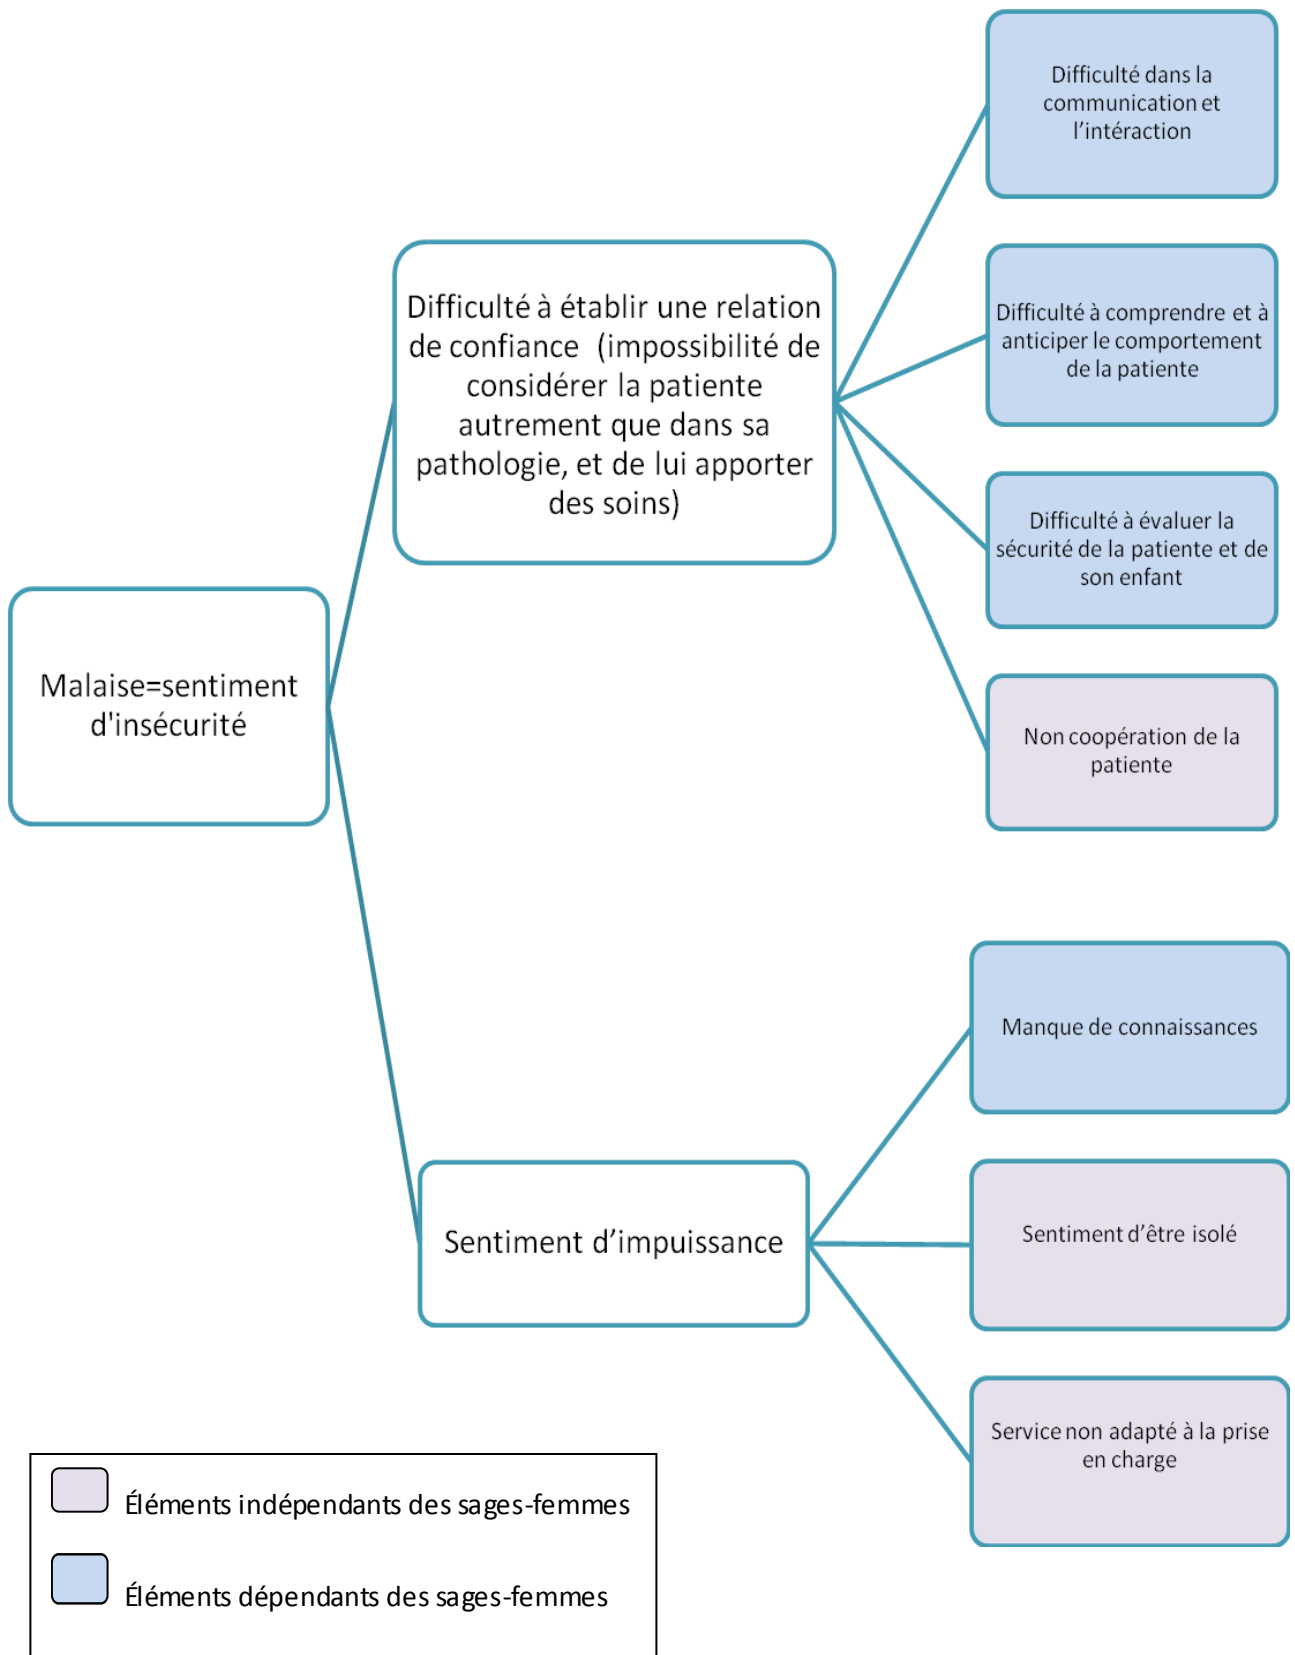 Difficulté dans la
communication et
l'intéraction
Difficulté à établir une relation
de confiance (impossibilité de
considérer la patiente
autrement que dans sa
pathologie, et de lui apporter
des soins)
Difficulté à comprendre et à
anticiper le comportement
de la patiente
Difficulté à évaluer la
sécurité de la patiente et de
son enfant
Non coopération de la
patiente
Malaise=sentiment
d'insécurité
Manque de connaissances
Sentiment d'impuissance
Sentiment d'être isolé
Service non adapté à la prise
en charge
Éléments indépendants des sages-femmes
Éléments dépendants des sages-femmes